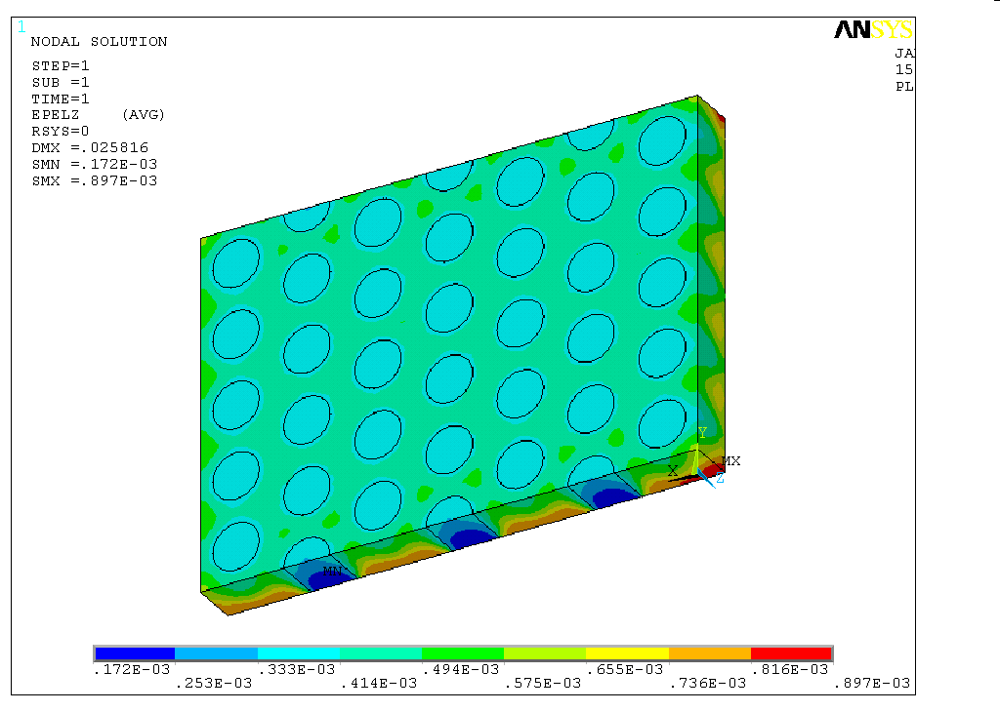 1
ANSYS
NODAL SOLUTION
JA
STEP=1
15
SUB =1
PL
TIME=1
EPELZ (AVG)
RSYS=0
DMX =.025816
SMN =.172E-03
SMX =.897E-03
Y
MX
X
Z
MN
.172E-03 .333E-03 .494E-03 .655E-03 .816E-03
.253E-03 .414E-03 .575E-03 .736E-03 .897E-03